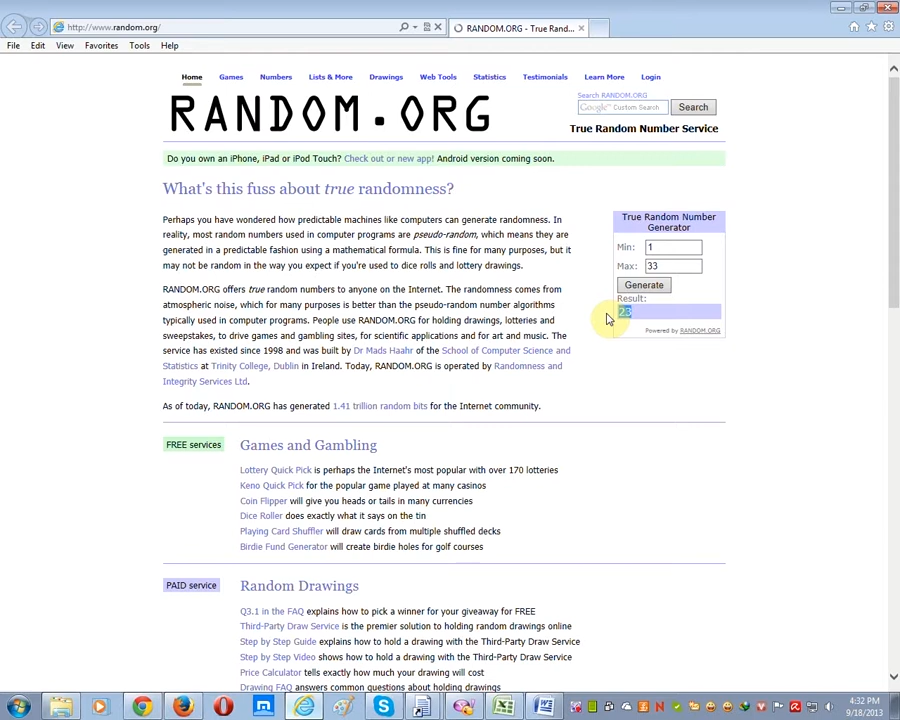 http://www.random.org/
RANDOM.ORG - True Rand...
File Edit View Favorites Tools Help
Home Games Numbers Lists & More Drawings Web Tools Statistics Testimonials Learn More Login
RANDOM.ORG
Search RANDOM.ORG
Google™ Custom Search Search
True Random Number Service
Do you own an iPhone, iPad or iPod Touch? Check out or new app! Android version coming soon.
What's this fuss about true randomness?
Perhaps you have wondered how predictable machines like computers can generate randomness. In
reality, most random numbers used in computer programs are pseudo-random, which means they are
generated in a predictable fashion using a mathematical formula. This is fine for many purposes, but it
may not be random in the way you expect if you're used to dice rolls and lottery drawings.
RANDOM.ORG offers true random numbers to anyone on the Internet. The randomness comes from
atmospheric noise, which for many purposes is better than the pseudo-random number algorithms
typically used in computer programs. People use RANDOM.ORG for holding drawings, lotteries and
sweepstakes, to drive games and gambling sites, for scientific applications and for art and music. The
service has existed since 1998 and was built by Dr Mads Haahr of the School of Computer Science and
Statistics at Trinity College, Dublin in Ireland. Today, RANDOM.ORG is operated by Randomness and
Integrity Services Ltd.
As of today, RANDOM.ORG has generated 1.41 trillion random bits for the Internet community.
True Random Number
Generator
Min: 1
Max: 33
Generate
Result:
23
Powered by RANDOM.ORG
FREE services
Games and Gambling
Lottery Quick Pick is perhaps the Internet's most popular with over 170 lotteries
Keno Quick Pick for the popular game played at many casinos
Coin Flipper will give you heads or tails in many currencies
Dice Roller does exactly what it says on the tin
Playing Card Shuffler will draw cards from multiple shuffled decks
Birdie Fund Generator will create birdie holes for golf courses
PAID service
Random Drawings
Q3.1 in the FAQ explains how to pick a winner for your giveaway for FREE
Third-Party Draw Service is the premier solution to holding random drawings online
Step by Step Guide explains how to hold a drawing with the Third-Party Draw Service
Step by Step Video shows how to hold a drawing with the Third-Party Draw Service
Price Calculator tells exactly how much your drawing will cost
Drawing FAQ answers common questions about holding drawings
4:32 PM
9/18/2013